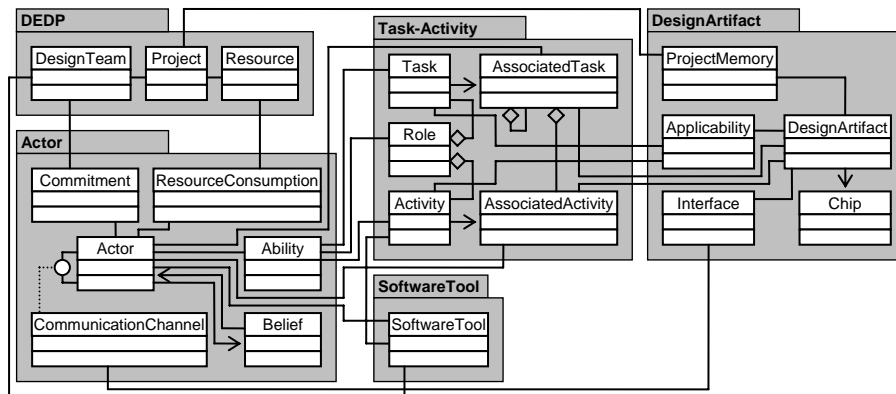 DEDP
DesignTeam
Project
Resource
Actor
Commitment
ResourceConsumption
Actor
Ability
CommunicationChannel
Belief
Task-Activity
Task
AssociatedTask
Role
Activity
AssociatedActivity
SoftwareTool
SoftwareTool
DesignArtifact
ProjectMemory
Applicability
DesignArtifact
Interface
Chip